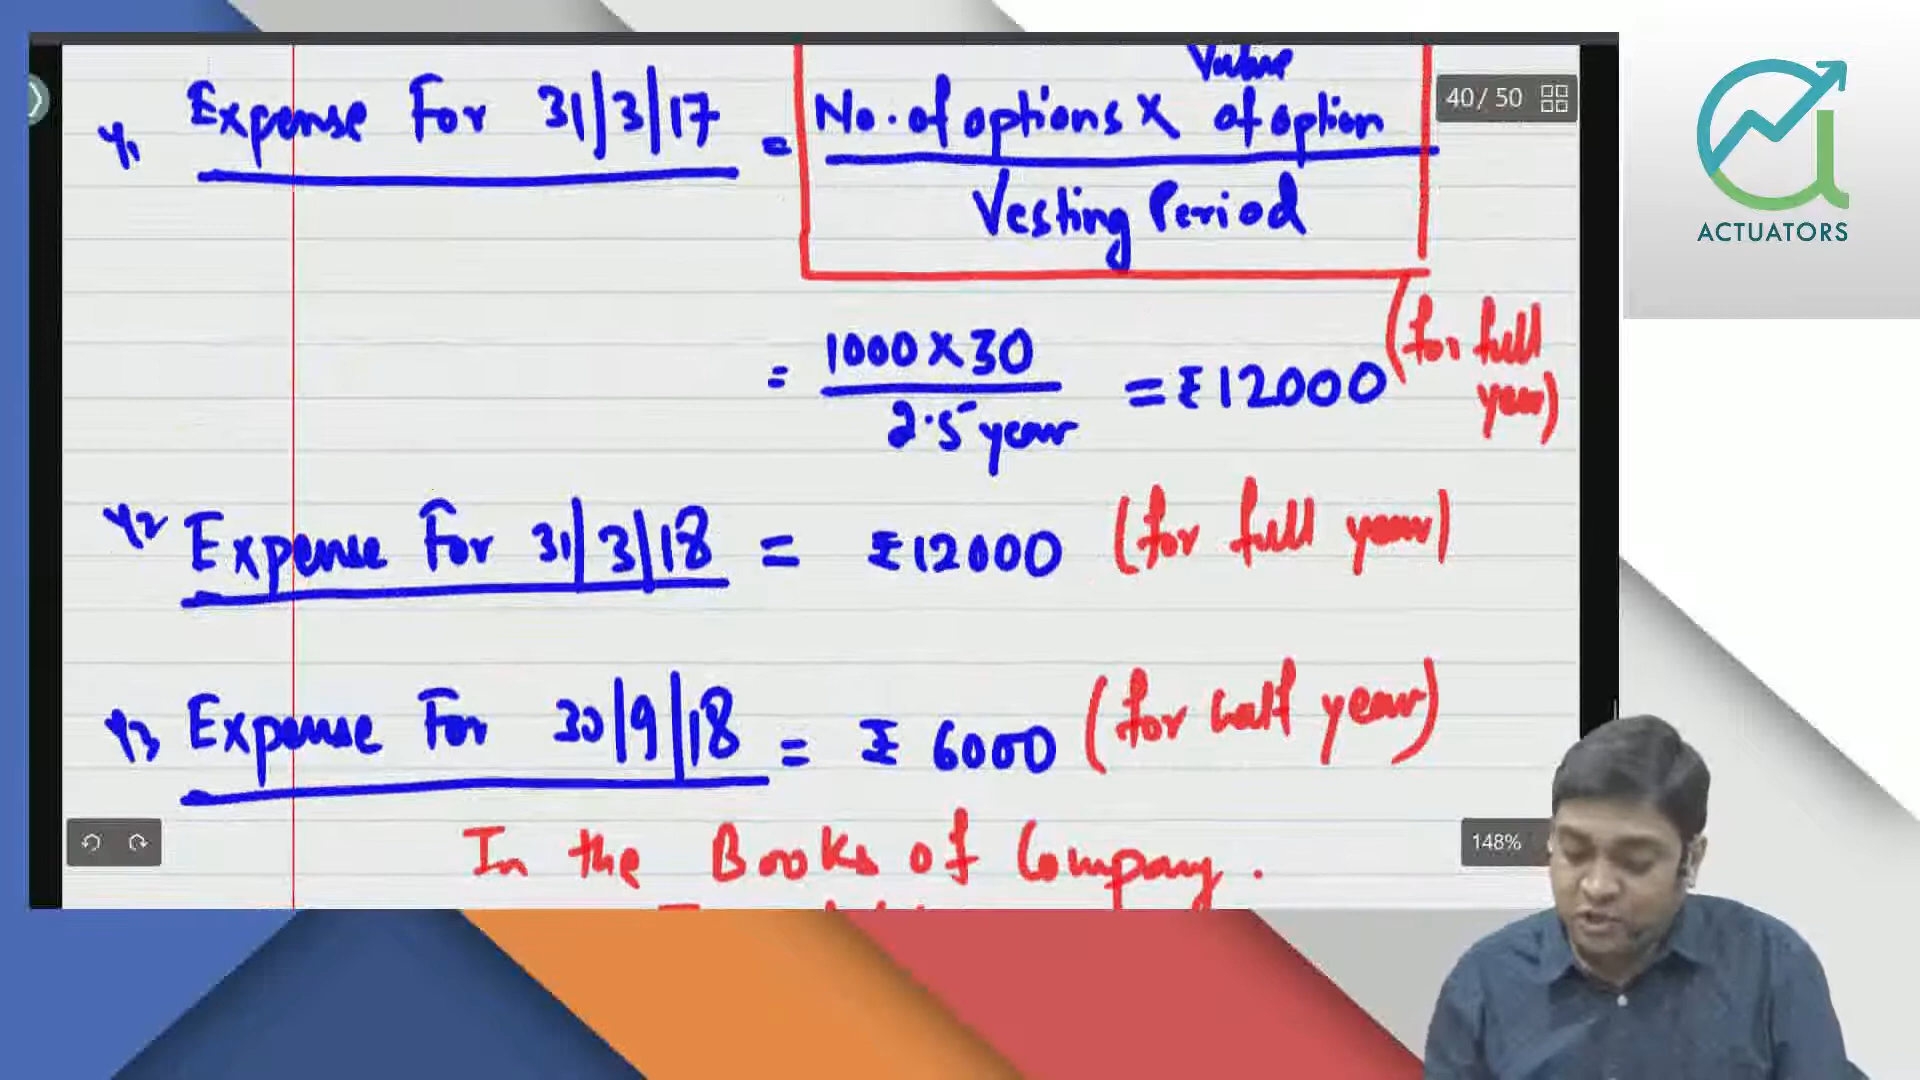 Value
Y1 Expense For 31/3/17 = No. of options X of option
Vesting Period
= 1000 X 30 = ₹12000 (for full year)
2.5 year
Y2 Expense For 31/3/18 = ₹12000 (for full year)
Y3 Expense For 30/9/18 = ₹ 6000 (for half year)
In the Books of Company.
40/50
148%
ACTUATORS